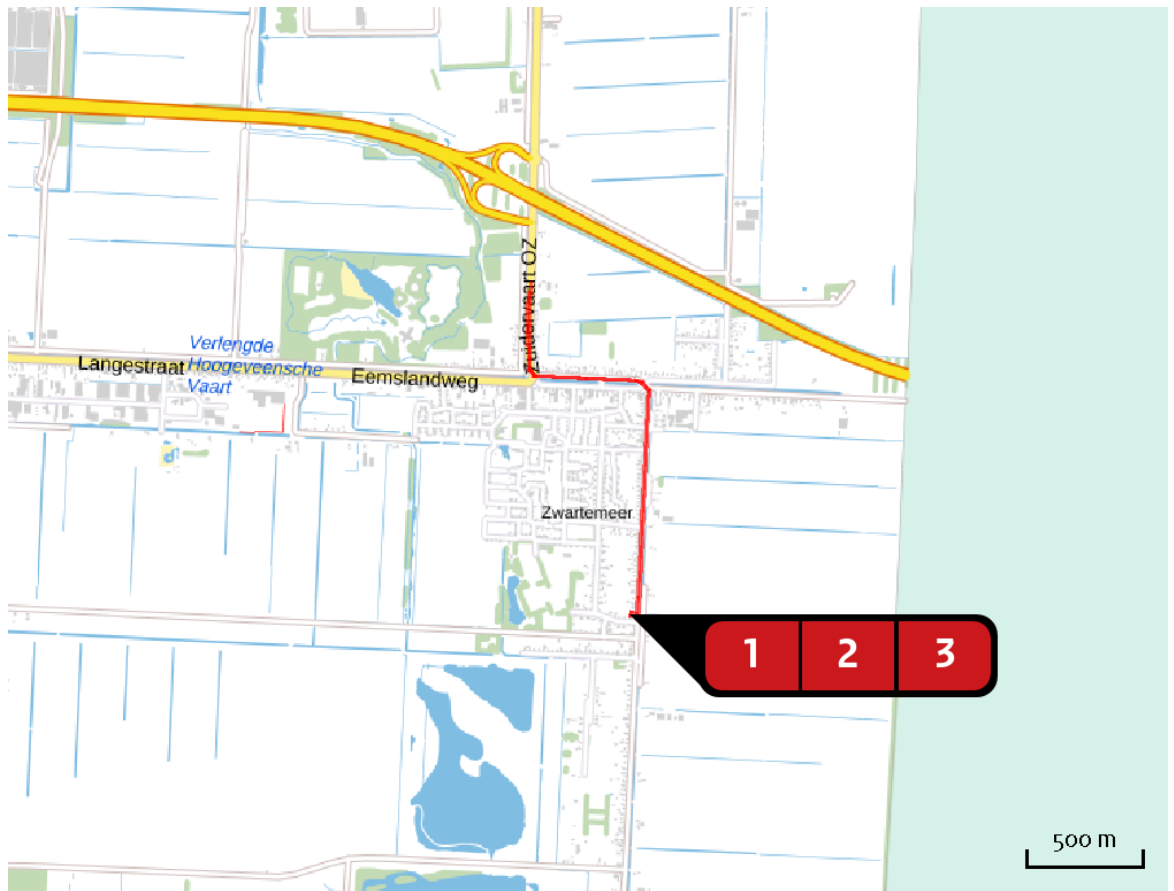 Zuidervaart OZ
Verlengde
Hoogeveensche
Vaart
Langestraat
Eemslandweg
Zwartemeer
1 2 3
500 m